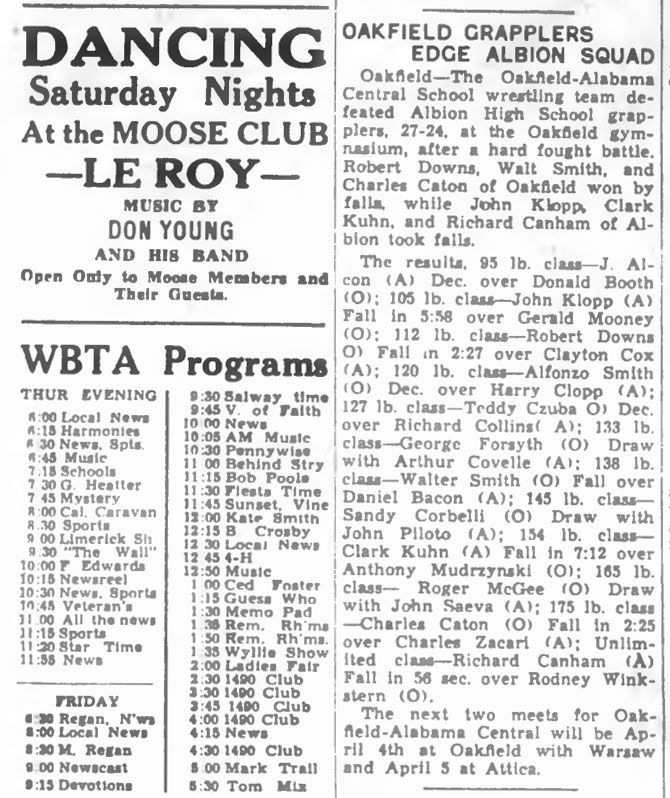 DANCING
Saturday Nights
At the MOOSE CLUB
—LE ROY—
MUSIC BY
DON YOUNG
AND HIS BAND
Open Only to Moose Members and
Their Guests.
WBTA Programs
THUR EVENING
6:00 Local News
6:15 Harmonies
6 30 News, Spts.
6:45 Music
7.15 Schools
7 30 G. Heatter
7 45 Mystery
8:00 Cal. Caravan
8.30 Sports
9 00 Limerick Sh
9.30 "The Wall"
10:00 F Edwards
10:15 Newsreel
10:30 News, Sports
10:45 Veteran's
11.00 All the news
11:15 Sports
11:20 Star Time
11:55 News
FRIDAY
6:30 Regan, N'ws
8:00 Local News
8:30 M. Regan
9:00 Newscast
9:15 Devotions
9:30 Salway time
9:45 V. of Faith
10 00 News
10:05 AM Music
10:30 Pennywise
11 00 Behind Stry
11:15 Bob Poole
11:30 Fiesta Time
11:45 Sunset, Vine
12:00 Kate Smith
12:15 B Crosby
12 30 Local News
12 45 4-H
12:50 Music
1 00 Ced Foster
1:15 Guess Who
1:30 Memo Pad
1:35 Rem. Rh'ms
1:50 Rem. Rh'ms.
1:35 Wyllie Show
2:00 Ladies Fair
2:30 1490 Club
3:30 1490 Club
3:45 1490 Club
4:00 1490 Club
4:15 News
4:30 1490 Club
5 00 Mark Trail
5:30 Tom Mix
OAKFIELD GRAPPLERS
EDGE ALBION SQUAD
Oakfield—The Oakfield-Alabama
Central School wrestling team de-
feated Albion High School grap-
plers, 27-24, at the Oakfield gym-
nasium, after a hard fought battle.
Robert Downs, Walt Smith, and
Charles Caton of Oakfield won by
falls, while John Klopp, Clark
Kuhn, and Richard Canham of Al-
bion took falls.
The results, 95 lb. class—J. Al-
con (A) Dec. over Donald Booth
(O); 105 lb. class—John Klopp (A)
Fall in 5:58 over Gerald Mooney
(O); 112 lb. class—Robert Downs
O) Fall in 2:27 over Clayton Cox
(A); 120 lb. class—Alfonzo Smith
(O) Dec. over Harry Clopp (A);
127 lb. class—Teddy Czuba O) Dec.
over Richard Collins( A); 133 lb.
class—George Forsyth (O) Draw
with Arthur Covelle (A); 138 lb.
class—Walter Smith (O) Fall over
Daniel Bacon (A); 145 lb. class—
Sandy Corbelli (O) Draw with
John Piloto (A); 154 lb. class—
Clark Kuhn (A) Fall in 7:12 over
Anthony Mudrzynski (O); 165 lb.
class— Roger McGee (O) Draw
with John Saeva (A); 175 lb. class
—Charles Caton (O) Fall in 2:25
over Charles Zacari (A); Unlim-
ited class—Richard Canham (A)
Fall in 56 sec. over Rodney Wink-
stern (O).
The next two meets for Oak-
field-Alabama Central will be Ap-
ril 4th at Oakfield with Warsaw
and April 5 at Attica.